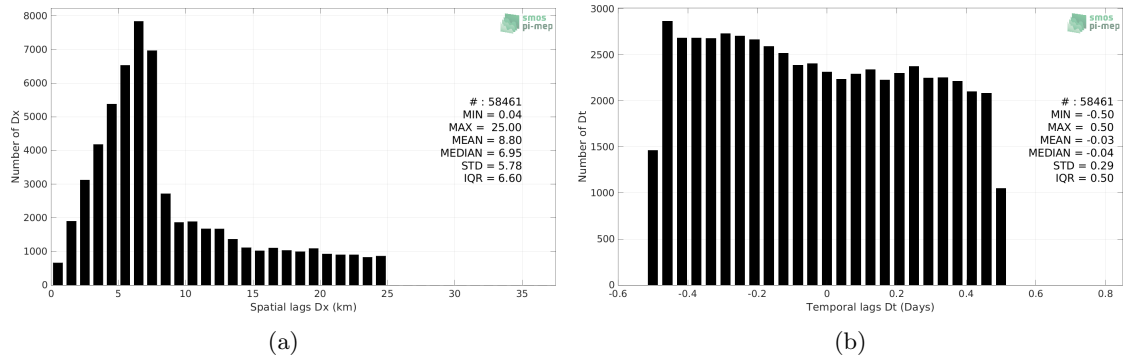 smos
pi-mep
8000
7000
6000
5000
4000
3000
2000
1000
0
Number of Dx
# : 58461
MIN = 0.04
MAX = 25.00
MEAN = 8.80
MEDIAN = 6.95
STD = 5.78
IQR = 6.60
0 5 10 15 20 25 30 35
Spatial lags Dx (km)
(a)
smos
pi-mep
3000
2500
2000
1500
1000
500
0
Number of Dt
# : 58461
MIN = -0.50
MAX = 0.50
MEAN = -0.03
MEDIAN = -0.04
STD = 0.29
IQR = 0.50
-0.6 -0.4 -0.2 0 0.2 0.4 0.6 0.8
Temporal lags Dt (Days)
(b)